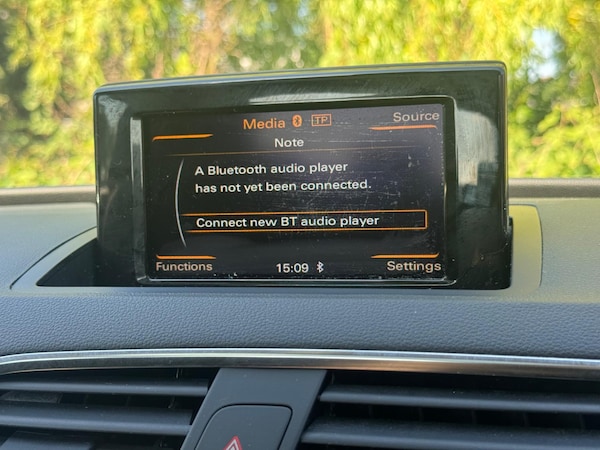 Media TP Source
Note
A Bluetooth audio player
has not yet been connected.
Connect new BT audio player
Functions 15:09 Settings